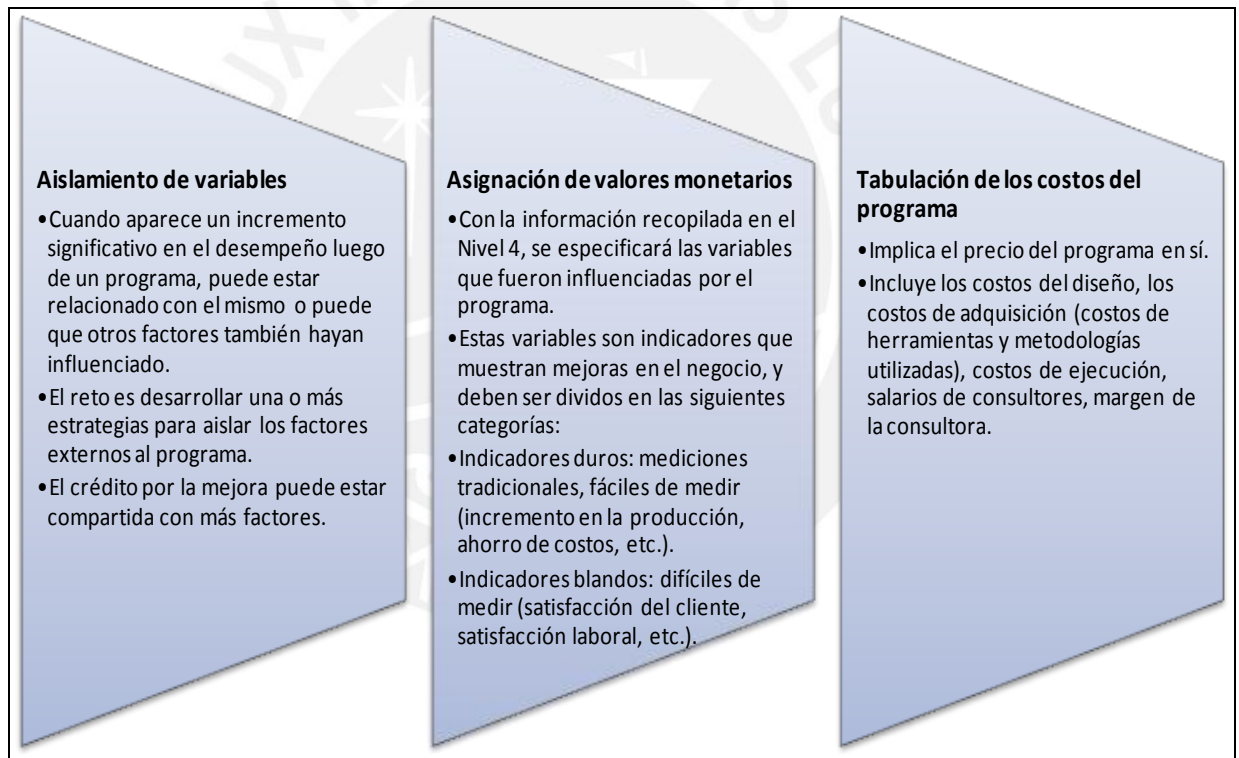 Aislamiento de variables
•Cuando aparece un incremento
significativo en el desempeño luego
de un programa, puede estar
relacionado con el mismo o puede
que otros factores también hayan
influenciado.
•El reto es desarrollar una o más
estrategias para aislar los factores
externos al programa.
•El crédito por la mejora puede estar
compartida con más factores.
Asignación de valores monetarios
•Con la información recopilada en el
Nivel 4, se especificará las variables
que fueron influenciadas por el
programa.
•Estas variables son indicadores que
muestran mejoras en el negocio, y
deben ser dividos en las siguientes
categorías:
•Indicadores duros: mediciones
tradicionales, fáciles de medir
(incremento en la producción,
ahorro de costos, etc.).
•Indicadores blandos: difíciles de
medir (satisfacción del cliente,
satisfacción laboral, etc.).
Tabulación de los costos del
programa
•Implica el precio del programa en sí.
•Incluye los costos del diseño, los
costos de adquisición (costos de
herramientas y metodologías
utilizadas), costos de ejecución,
salarios de consultores, margen de
la consultora.